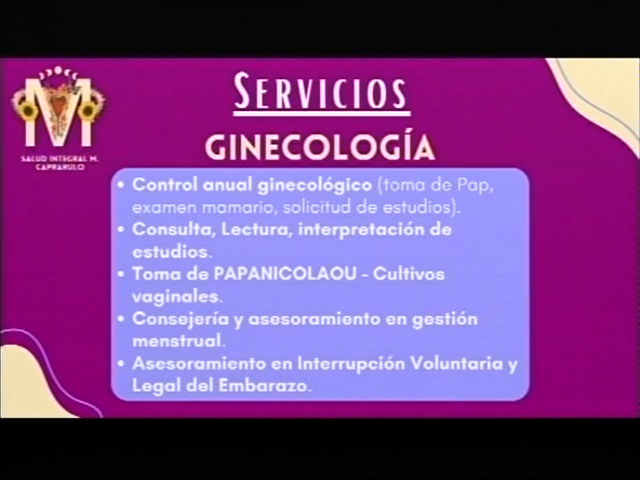 SERVICIOS
GINECOLOGÍA
M
SALUD INTEGRAL M.
CAPRARULO
• Control anual ginecológico (toma de Pap,
examen mamario, solicitud de estudios).
• Consulta, Lectura, interpretación de
estudios.
• Toma de PAPANICOLAOU - Cultivos
vaginales.
• Consejería y asesoramiento en gestión
menstrual.
• Asesoramiento en Interrupción Voluntaria y
Legal del Embarazo.